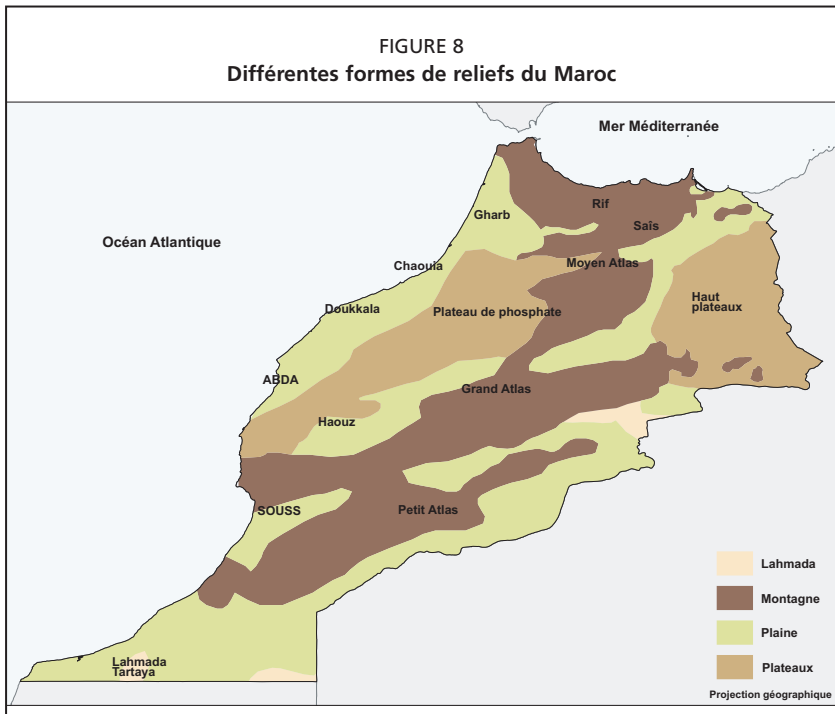 FIGURE 8
Différentes formes de reliefs du Maroc
Mer Méditerranée
Océan Atlantique
Rif
Gharb
Saïs
Chaouia
Moyen Atlas
Haut
plateaux
Doukkala
Plateau de phosphate
ABDA
Grand Atlas
Haouz
SOUSS
Petit Atlas
Lahmada
Tartaya
Lahmada
Montagne
Plaine
Plateaux
Projection géographique